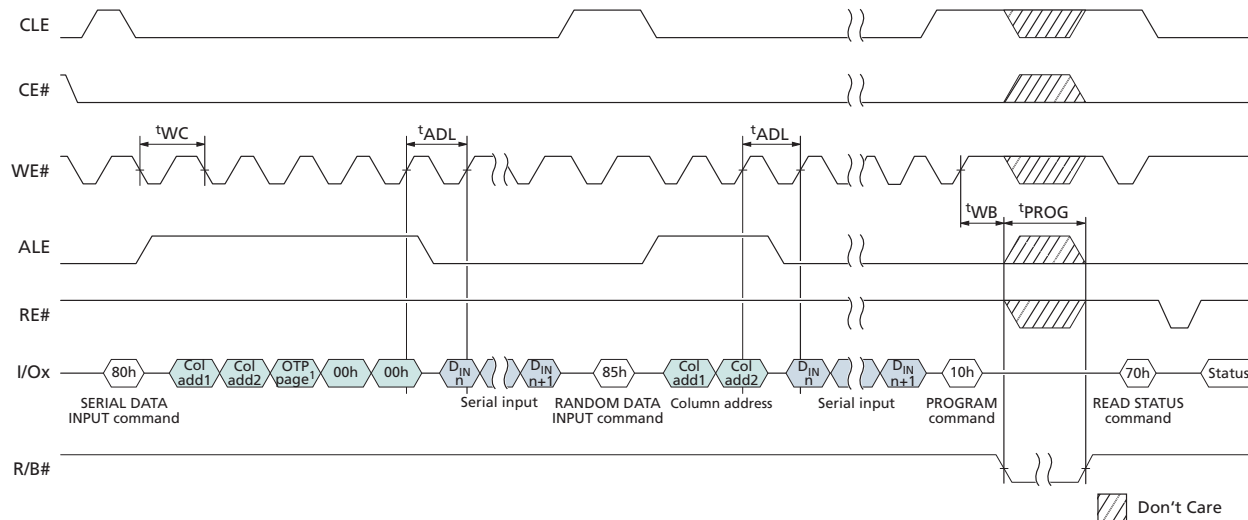 CLE
CE#
tWC
tADL
tADL
WE#
tWB
tPROG
ALE
RE#
I/Ox
80h
Col add1
Col add2
OTP page1
00h
00h
DIN n
DIN n+1
85h
Col add1
Col add2
DIN n
DIN n+1
10h
70h
Status
SERIAL DATA
INPUT command
Serial input
RANDOM DATA
INPUT command
Column address
Serial input
PROGRAM
command
READ STATUS
command
R/B#
Don't Care